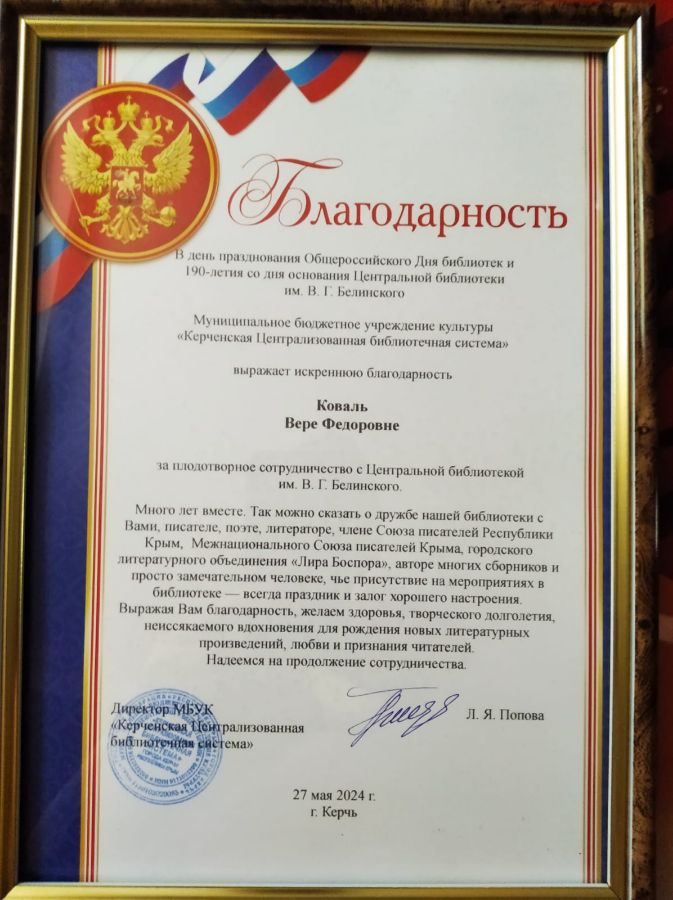 Благодарность
В день празднования Общероссийского Дня библиотек и
190-летия со дня основания Центральной библиотеки
им. В. Г. Белинского
Муниципальное бюджетное учреждение культуры
«Керченская Централизованная библиотечная система»
выражает искреннюю благодарность
Коваль
Вере Федоровне
за плодотворное сотрудничество с Центральной библиотекой
им. В. Г. Белинского.
Много лет вместе. Так можно сказать о дружбе нашей библиотеки с
Вами, писателе, поэте, литераторе, члене Союза писателей Республики
Крым, Межнационального Союза писателей Крыма, городского
литературного объединения «Лира Боспора», авторе многих сборников и
просто замечательном человеке, чье присутствие на мероприятиях в
библиотеке — всегда праздник и залог хорошего настроения.
Выражая Вам благодарность, желаем здоровья, творческого долголетия,
неиссякаемого вдохновения для рождения новых литературных
произведений, любви и признания читателей.
Надеемся на продолжение сотрудничества.
Директор МБУК
«Керченская Централизованная
библиотечная система»
Л. Я. Попова
27 мая 2024 г.
г. Керчь